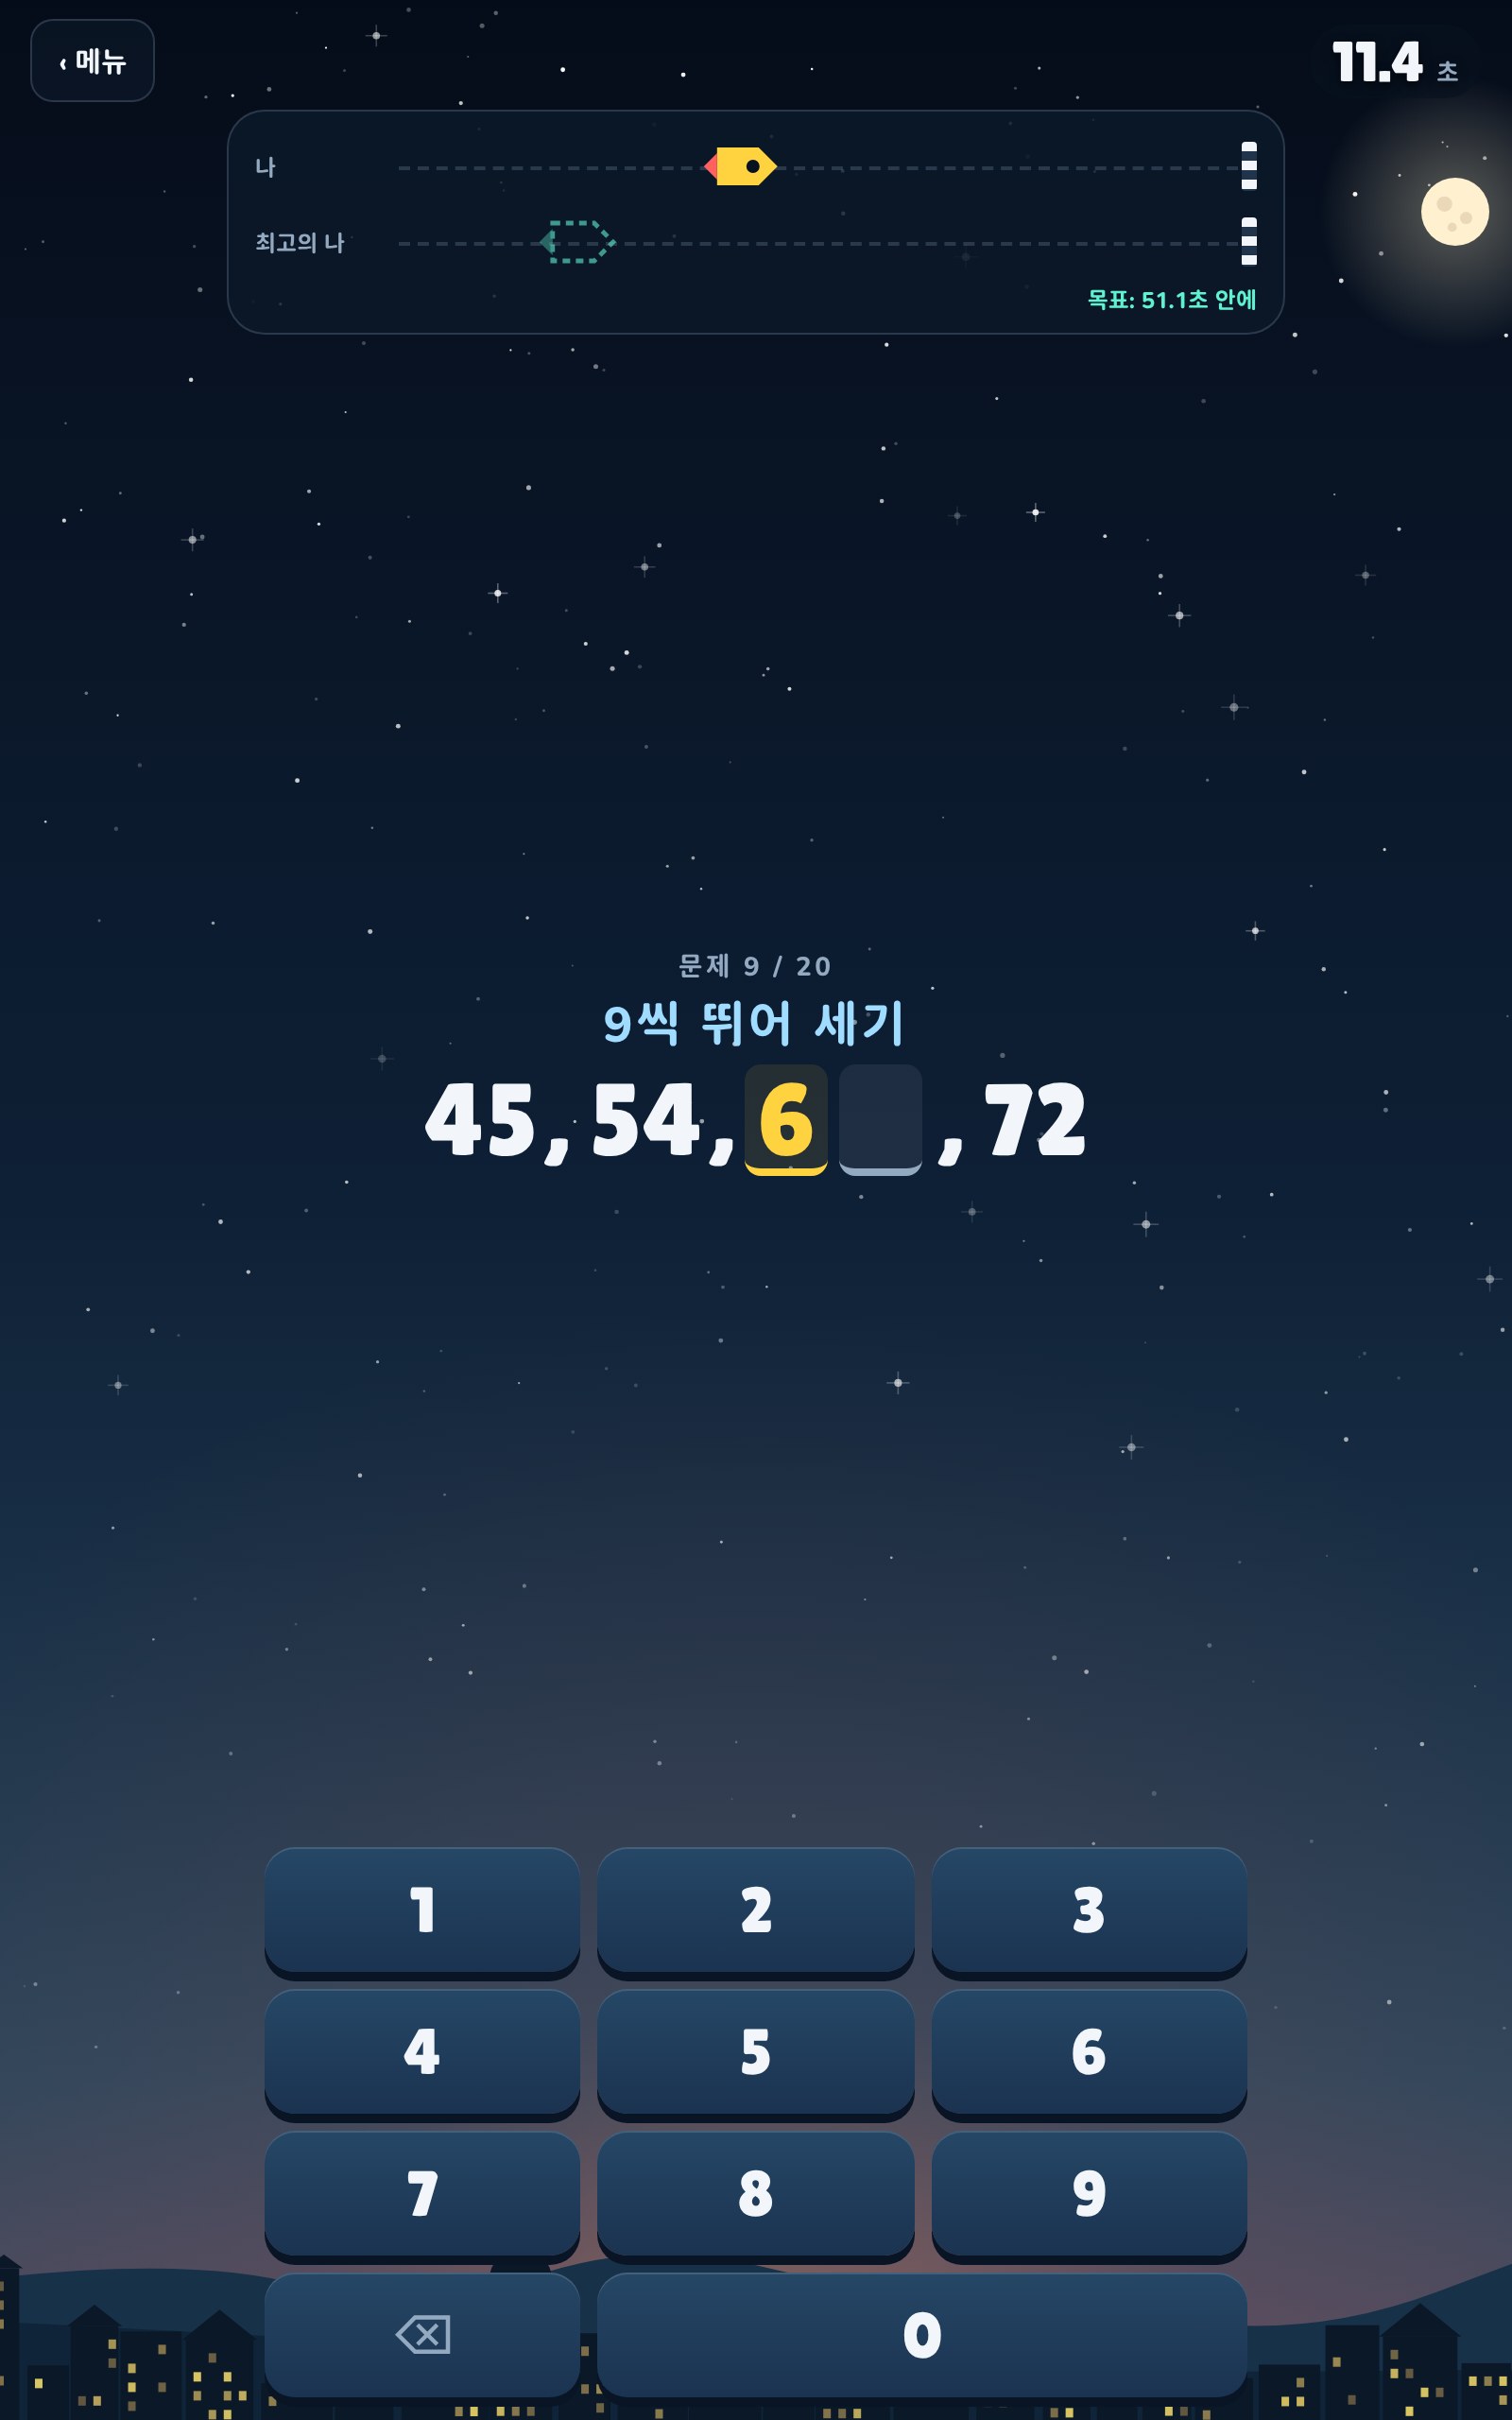 ‹ 메뉴
11.4 초
나
최고의 나
목표: 51.1초 안에
문제 9 / 20
9씩 뛰어 세기
45, 54, 6 , 72
1 2 3
4 5 6
7 8 9
0